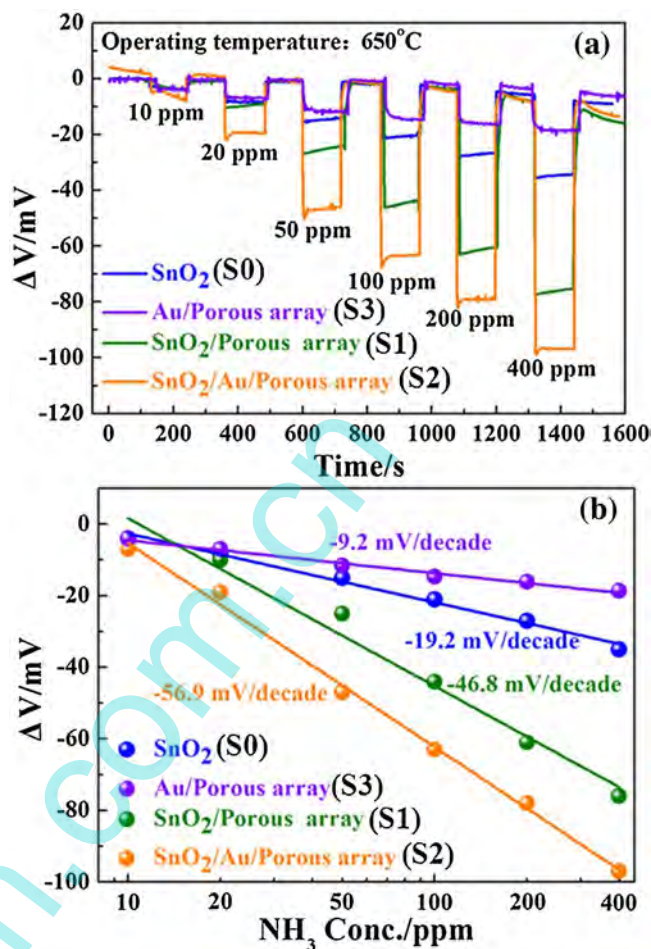 Operating temperature: 650°C
(a)
0
-20
-40
-60
-80
-100
-120
ΔV/mV
10 ppm
20 ppm
50 ppm
100 ppm
200 ppm
400 ppm
SnO₂ (S0)
Au/Porous array (S3)
SnO₂/Porous array (S1)
SnO₂/Au/Porous array (S2)
0 200 400 600 800 1000 1200 1400 1600
Time/s
(b)
0
-20
-40
-60
-80
-100
ΔV/mV
-9.2 mV/decade
-19.2 mV/decade
-46.8 mV/decade
-56.9 mV/decade
SnO₂ (S0)
Au/Porous array (S3)
SnO₂/Porous array (S1)
SnO₂/Au/Porous array (S2)
10 20 50 100 200 400
NH₃ Conc./ppm
m.com.cn